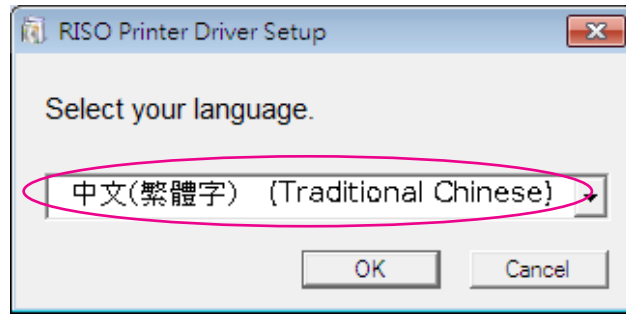 RISO Printer Driver Setup
Select your language.
中文(繁體字) (Traditional Chinese)
OK Cancel